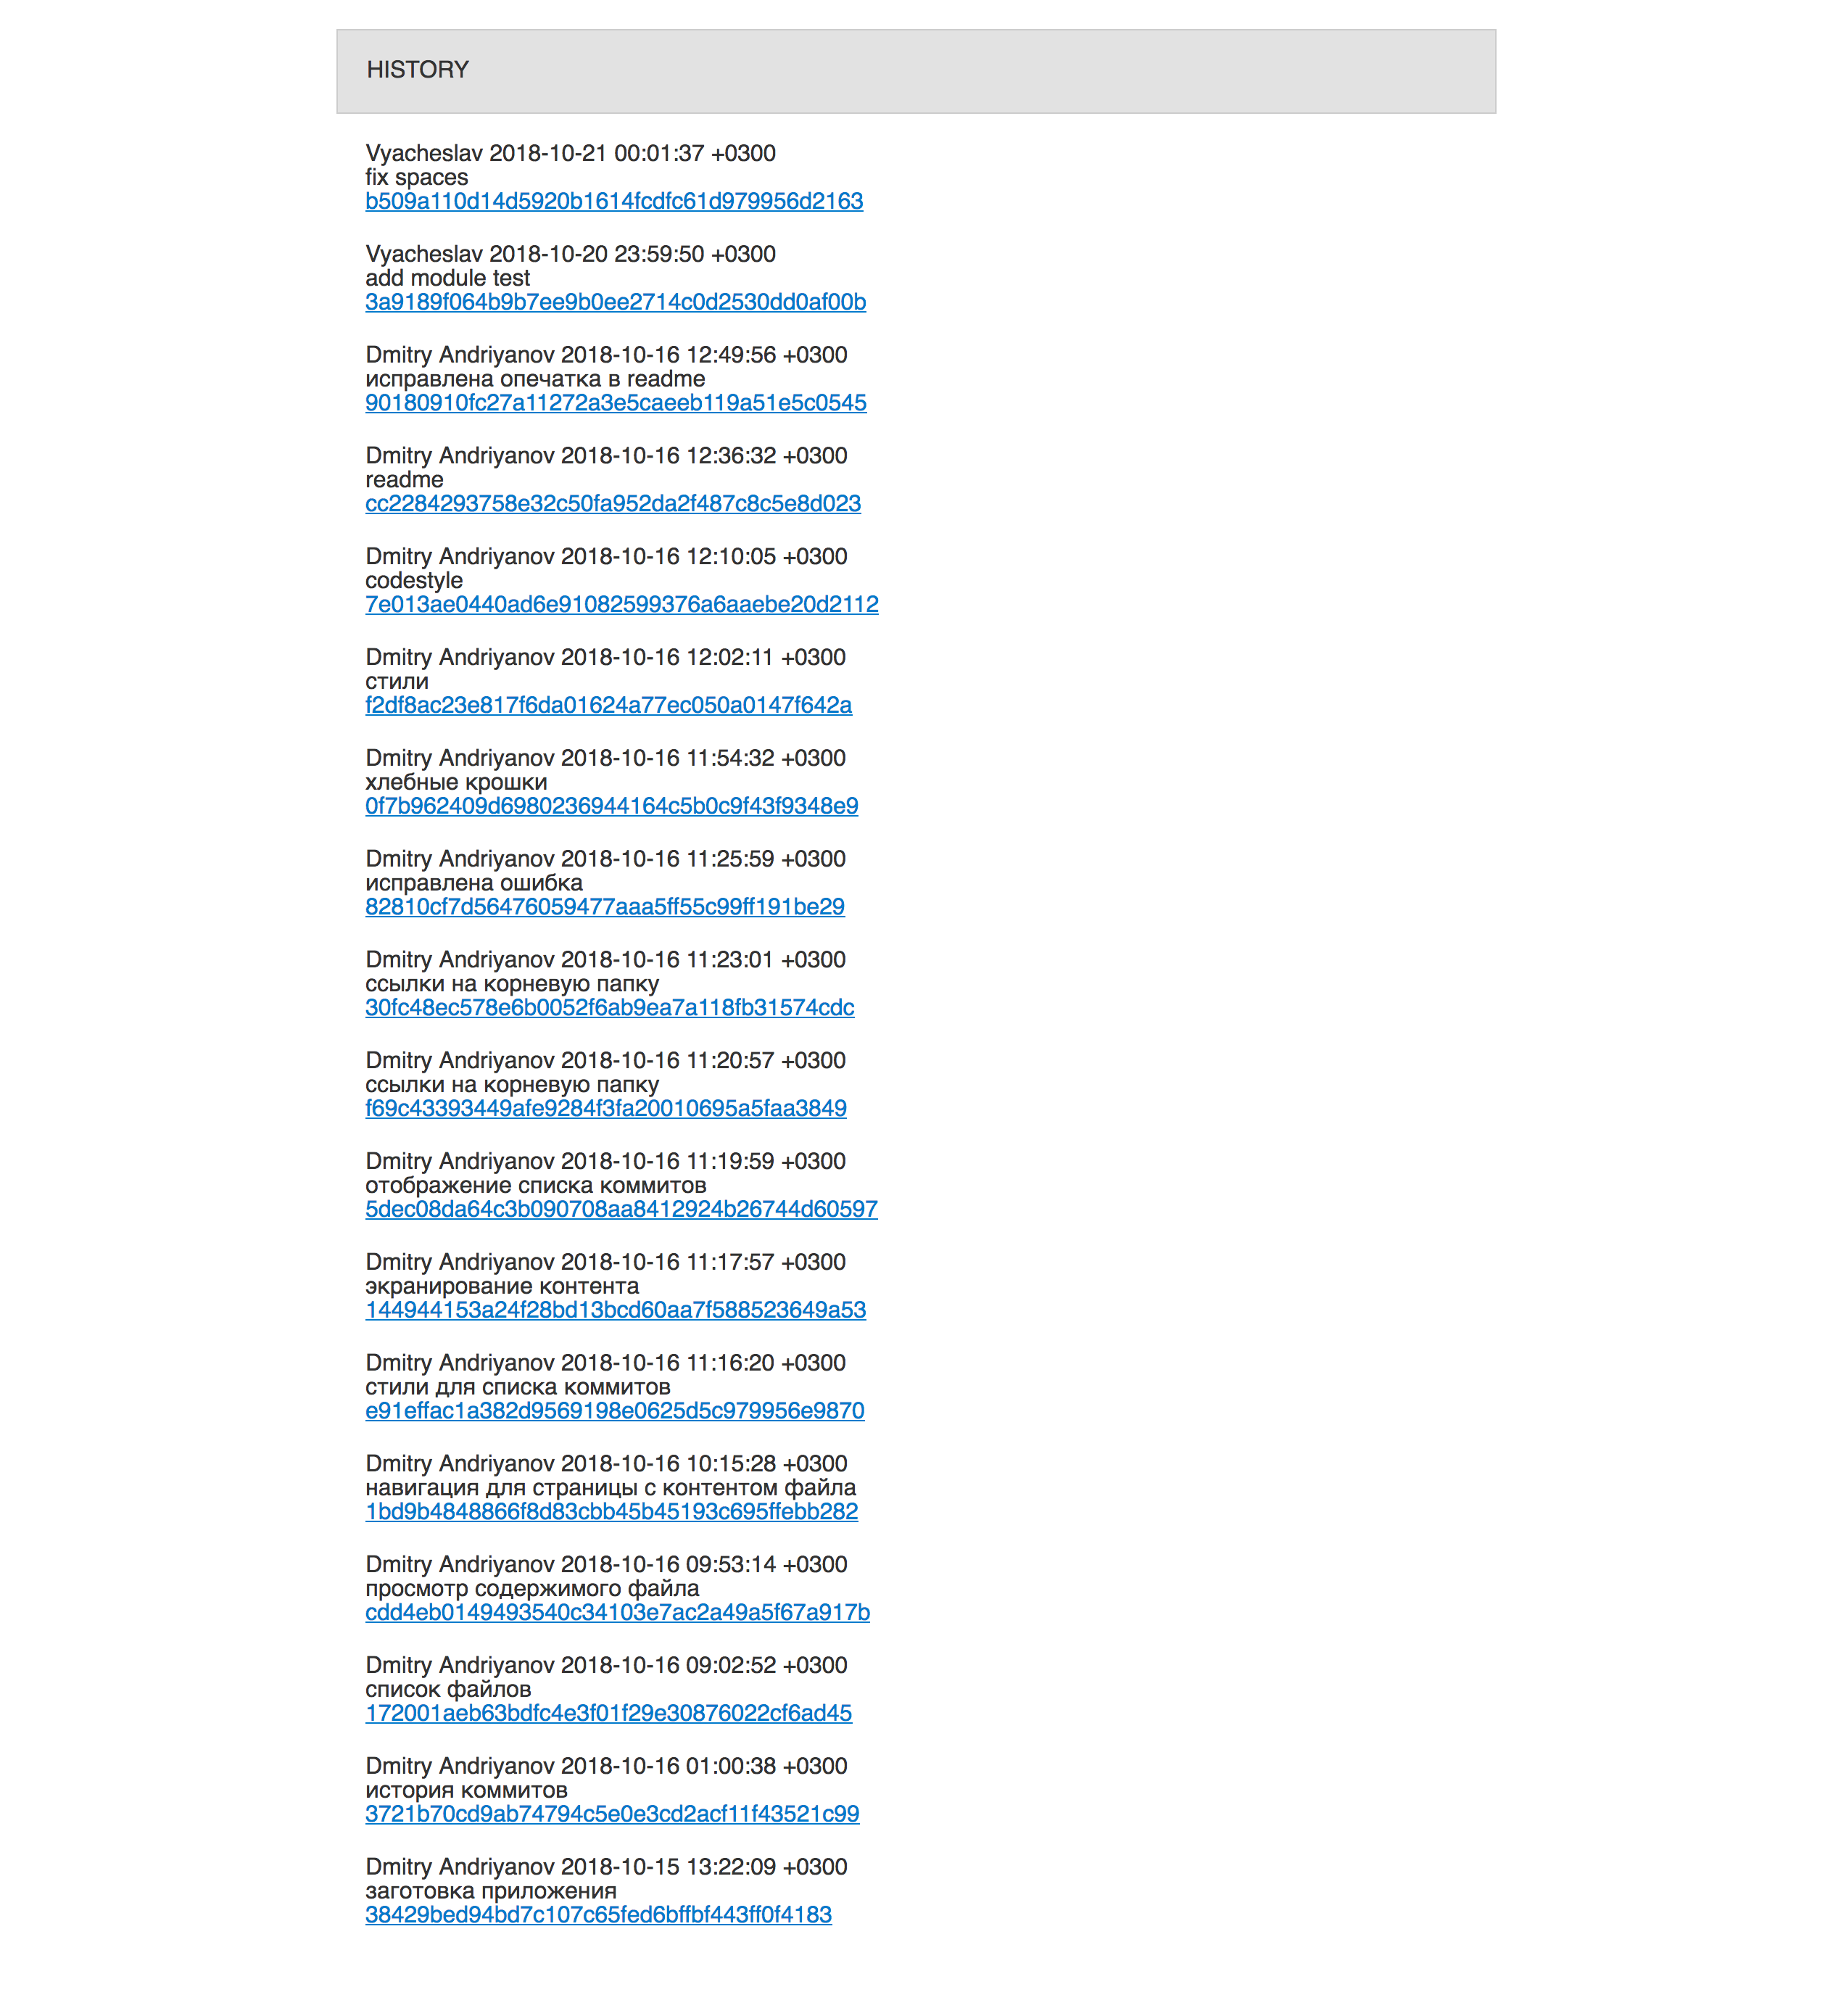 HISTORY
Vyacheslav 2018-10-21 00:01:37 +0300
fix spaces
b509a110d14d5920b1614fcdfc61d979956d2163
Vyacheslav 2018-10-20 23:59:50 +0300
add module test
3a9189f064b9b7ee9b0ee2714c0d2530dd0af00b
Dmitry Andriyanov 2018-10-16 12:49:56 +0300
исправлена опечатка в readme
90180910fc27a11272a3e5caeeb119a51e5c0545
Dmitry Andriyanov 2018-10-16 12:36:32 +0300
readme
cc2284293758e32c50fa952da2f487c8c5e8d023
Dmitry Andriyanov 2018-10-16 12:10:05 +0300
codestyle
7e013ae0440ad6e91082599376a6aaebe20d2112
Dmitry Andriyanov 2018-10-16 12:02:11 +0300
стили
f2df8ac23e817f6da01624a77ec050a0147f642a
Dmitry Andriyanov 2018-10-16 11:54:32 +0300
хлебные крошки
0f7b962409d6980236944164c5b0c9f43f9348e9
Dmitry Andriyanov 2018-10-16 11:25:59 +0300
исправлена ошибка
82810cf7d56476059477aaa5ff55c99ff191be29
Dmitry Andriyanov 2018-10-16 11:23:01 +0300
ссылки на корневую папку
30fc48ec578e6b0052f6ab9ea7a118fb31574cdc
Dmitry Andriyanov 2018-10-16 11:20:57 +0300
ссылки на корневую папку
f69c43393449afe9284f3fa20010695a5faa3849
Dmitry Andriyanov 2018-10-16 11:19:59 +0300
отображение списка коммитов
5dec08da64c3b090708aa8412924b26744d60597
Dmitry Andriyanov 2018-10-16 11:17:57 +0300
экранирование контента
144944153a24f28bd13bcd60aa7f588523649a53
Dmitry Andriyanov 2018-10-16 11:16:20 +0300
стили для списка коммитов
e91effac1a382d9569198e0625d5c979956e9870
Dmitry Andriyanov 2018-10-16 10:15:28 +0300
навигация для страницы с контентом файла
1bd9b4848866f8d83cbb45b45193c695ffebb282
Dmitry Andriyanov 2018-10-16 09:53:14 +0300
просмотр содержимого файла
cdd4eb0149493540c34103e7ac2a49a5f67a917b
Dmitry Andriyanov 2018-10-16 09:02:52 +0300
список файлов
172001aeb63bdfc4e3f01f29e30876022cf6ad45
Dmitry Andriyanov 2018-10-16 01:00:38 +0300
история коммитов
3721b70cd9ab74794c5e0e3cd2acf11f43521c99
Dmitry Andriyanov 2018-10-15 13:22:09 +0300
заготовка приложения
38429bed94bd7c107c65fed6bffbf443ff0f4183